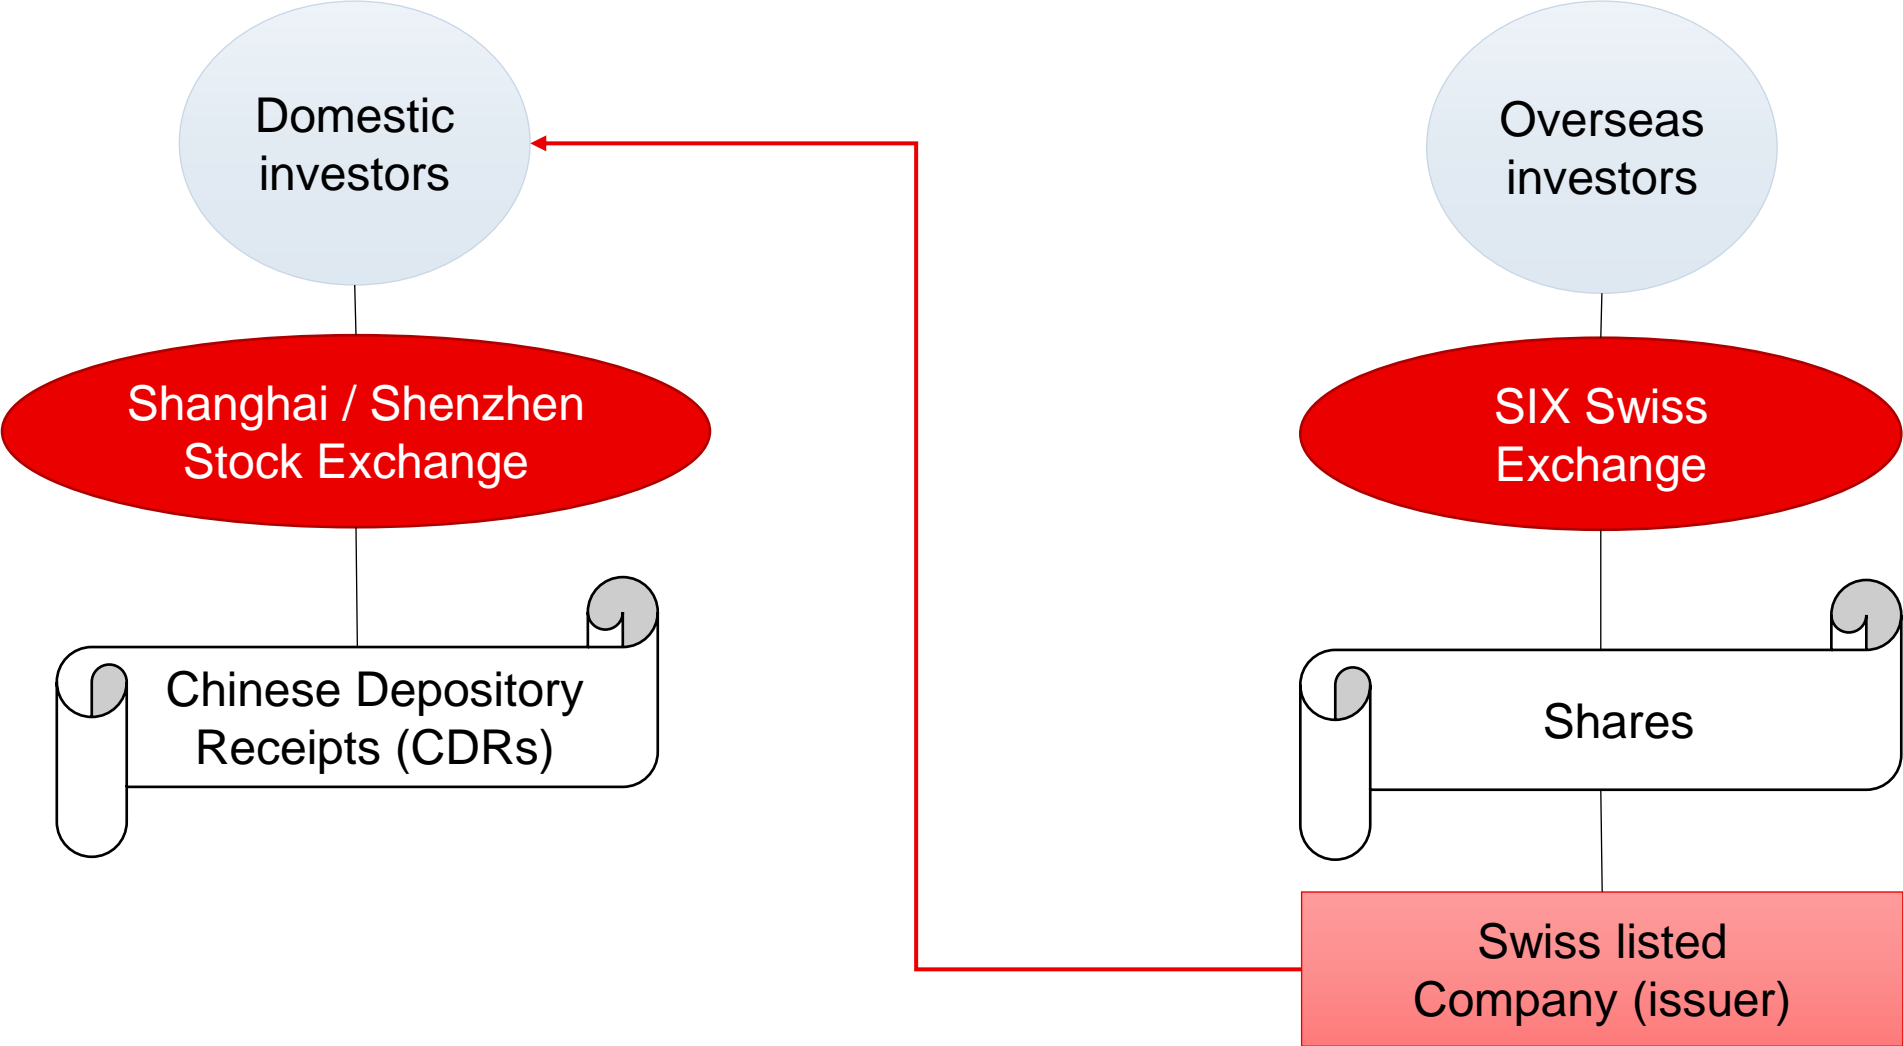 Domestic
investors
Overseas
investors
Shanghai / Shenzhen
Stock Exchange
SIX Swiss
Exchange
Chinese Depository
Receipts (CDRs)
Shares
Swiss listed
Company (issuer)